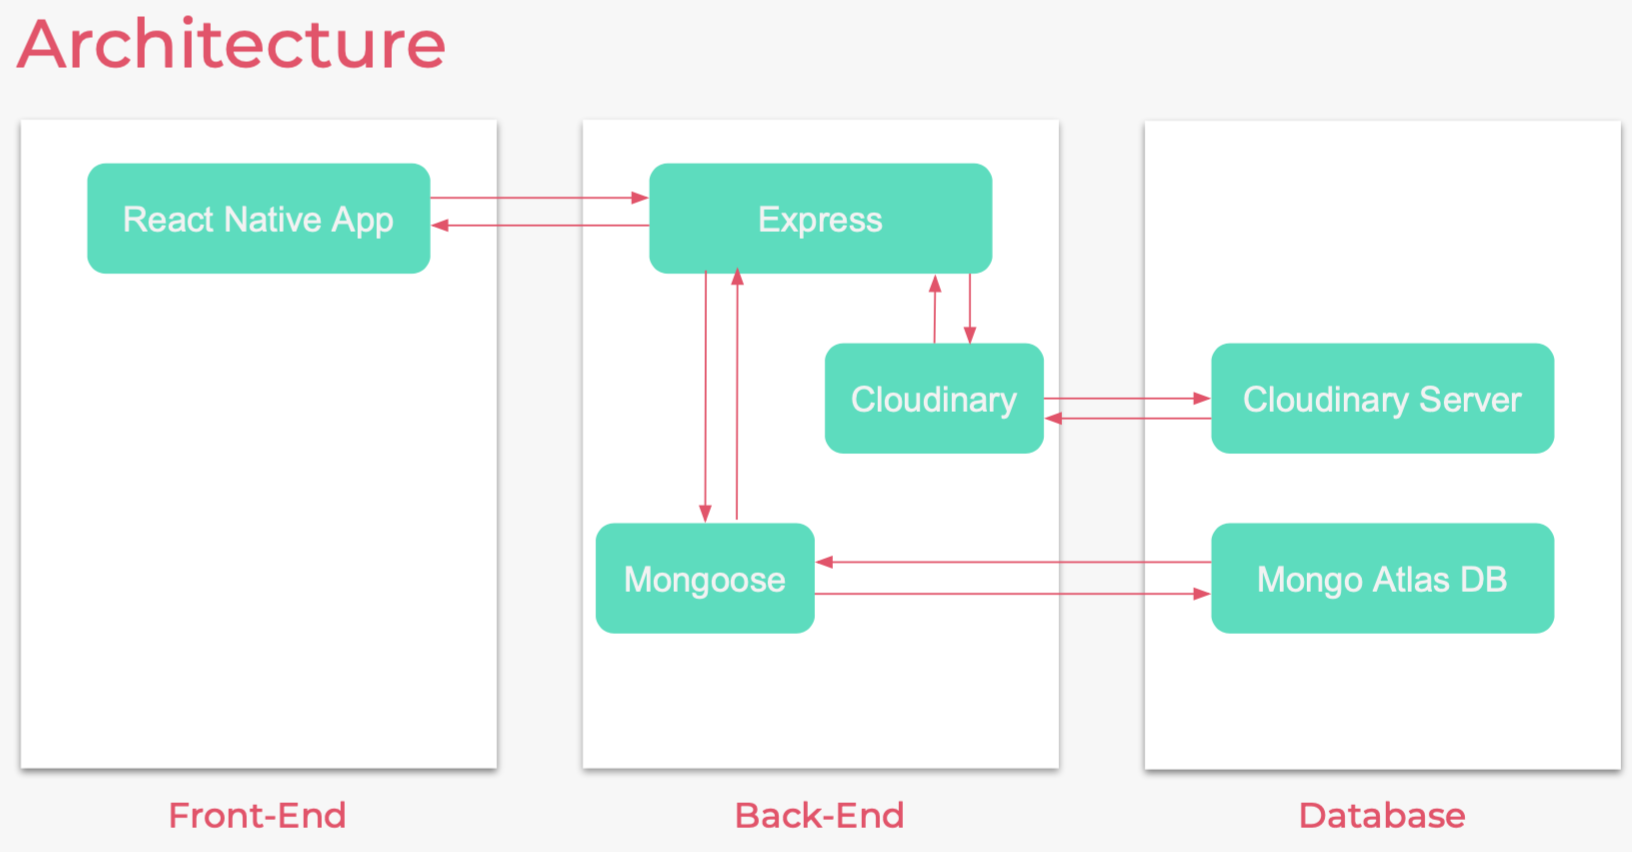 Architecture
React Native App
Express
Cloudinary
Cloudinary Server
Mongoose
Mongo Atlas DB
Front-End
Back-End
Database